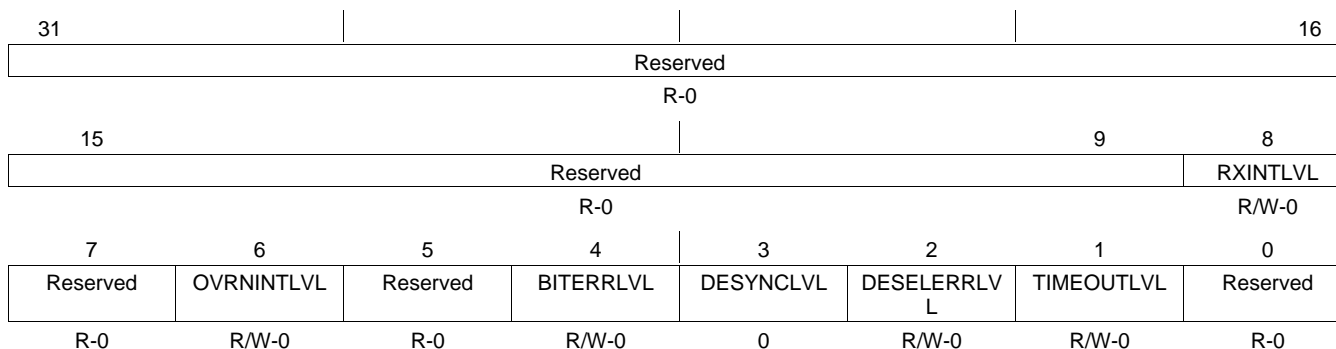 31 16
Reserved
R-0
15 9 8
Reserved RXINTLVL
R-0 R/W-0
7 6 5 4 3 2 1 0
Reserved OVRNINTLVL Reserved BITERRLVL DESYNCLVL DESELERRLV TIMEOUTLVL Reserved
L
R-0 R/W-0 R-0 R/W-0 0 R/W-0 R/W-0 R-0